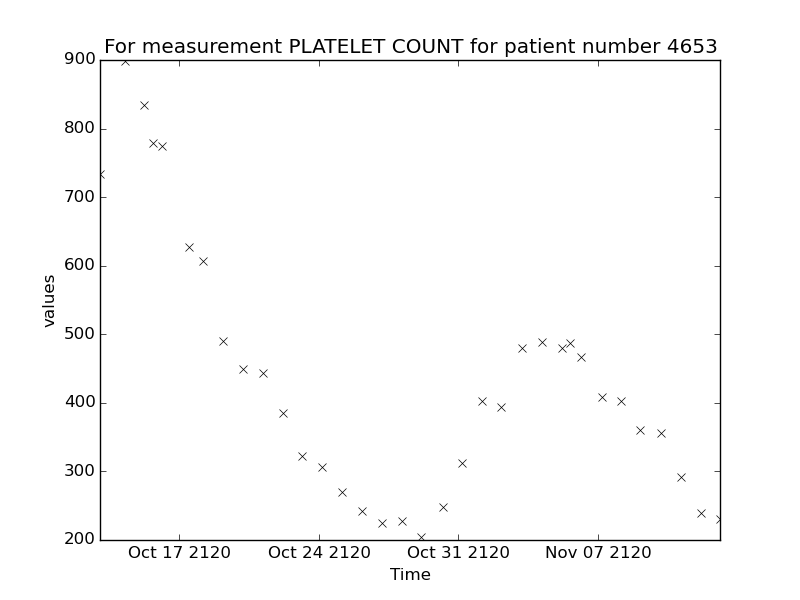 For measurement PLATELET COUNT for patient number 4653
900
800
700
600
500
400
300
200
values
Oct 17 2120 Oct 24 2120 Oct 31 2120 Nov 07 2120
Time